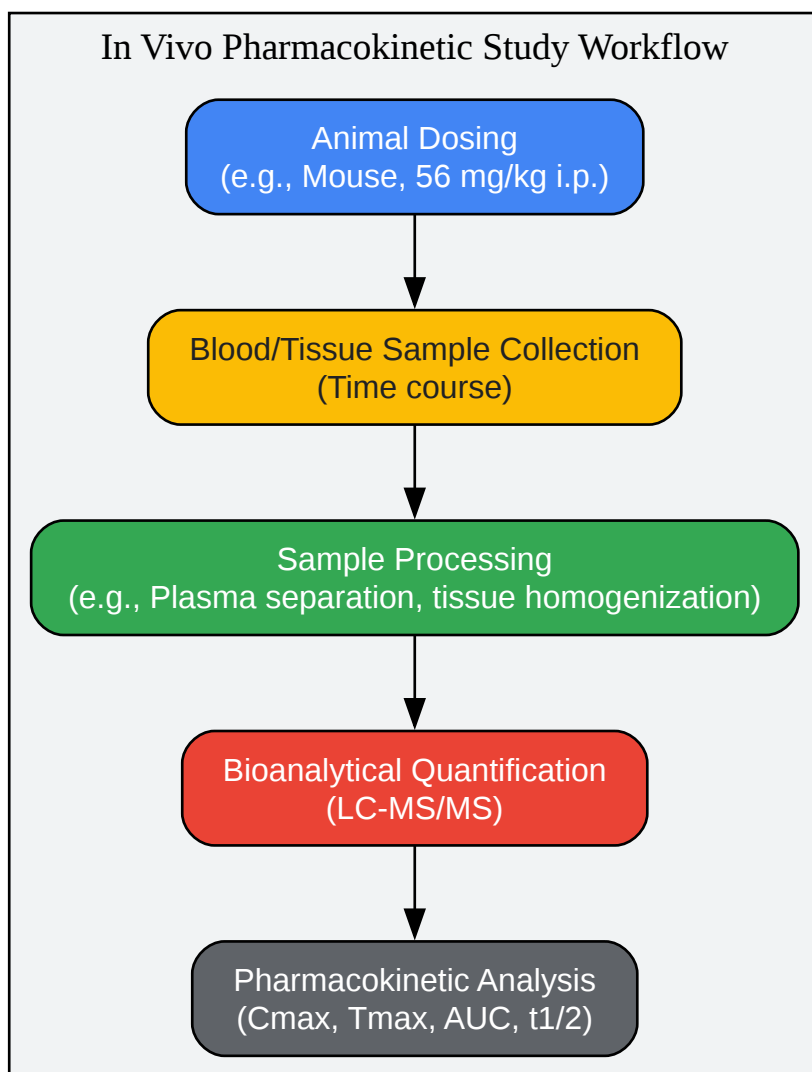 In Vivo Pharmacokinetic Study Workflow
Animal Dosing
(e.g., Mouse, 56 mg/kg i.p.)
Blood/Tissue Sample Collection
(Time course)
Sample Processing
(e.g., Plasma separation, tissue homogenization)
Bioanalytical Quantification
(LC-MS/MS)
Pharmacokinetic Analysis
(Cmax, Tmax, AUC, t1/2)